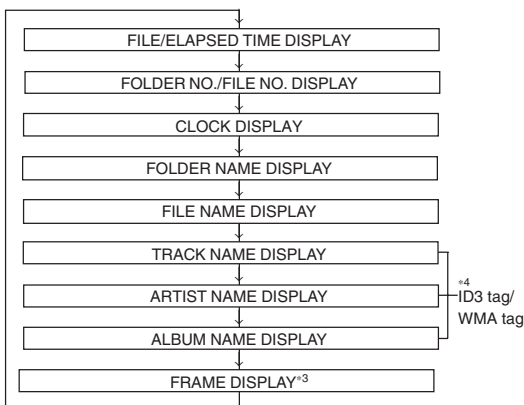 FILE/ELAPSED TIME DISPLAY
FOLDER NO./FILE NO. DISPLAY
CLOCK DISPLAY
FOLDER NAME DISPLAY
FILE NAME DISPLAY
TRACK NAME DISPLAY
ARTIST NAME DISPLAY
ALBUM NAME DISPLAY
*4
ID3 tag/
WMA tag
FRAME DISPLAY*3